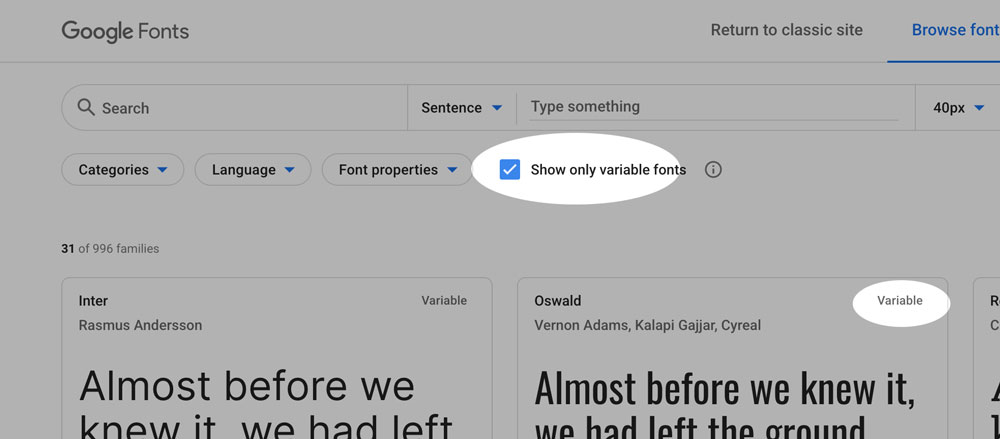 Google Fonts Return to classic site Browse font
Search Sentence Type something 40px
Categories Language Font properties Show only variable fonts
31 of 996 families
Inter Variable
Rasmus Andersson
Almost before we
knew it, we had left
Oswald Variable
Vernon Adams, Kalapi Gajjar, Cyreal
Almost before we knew it,
we had left the ground